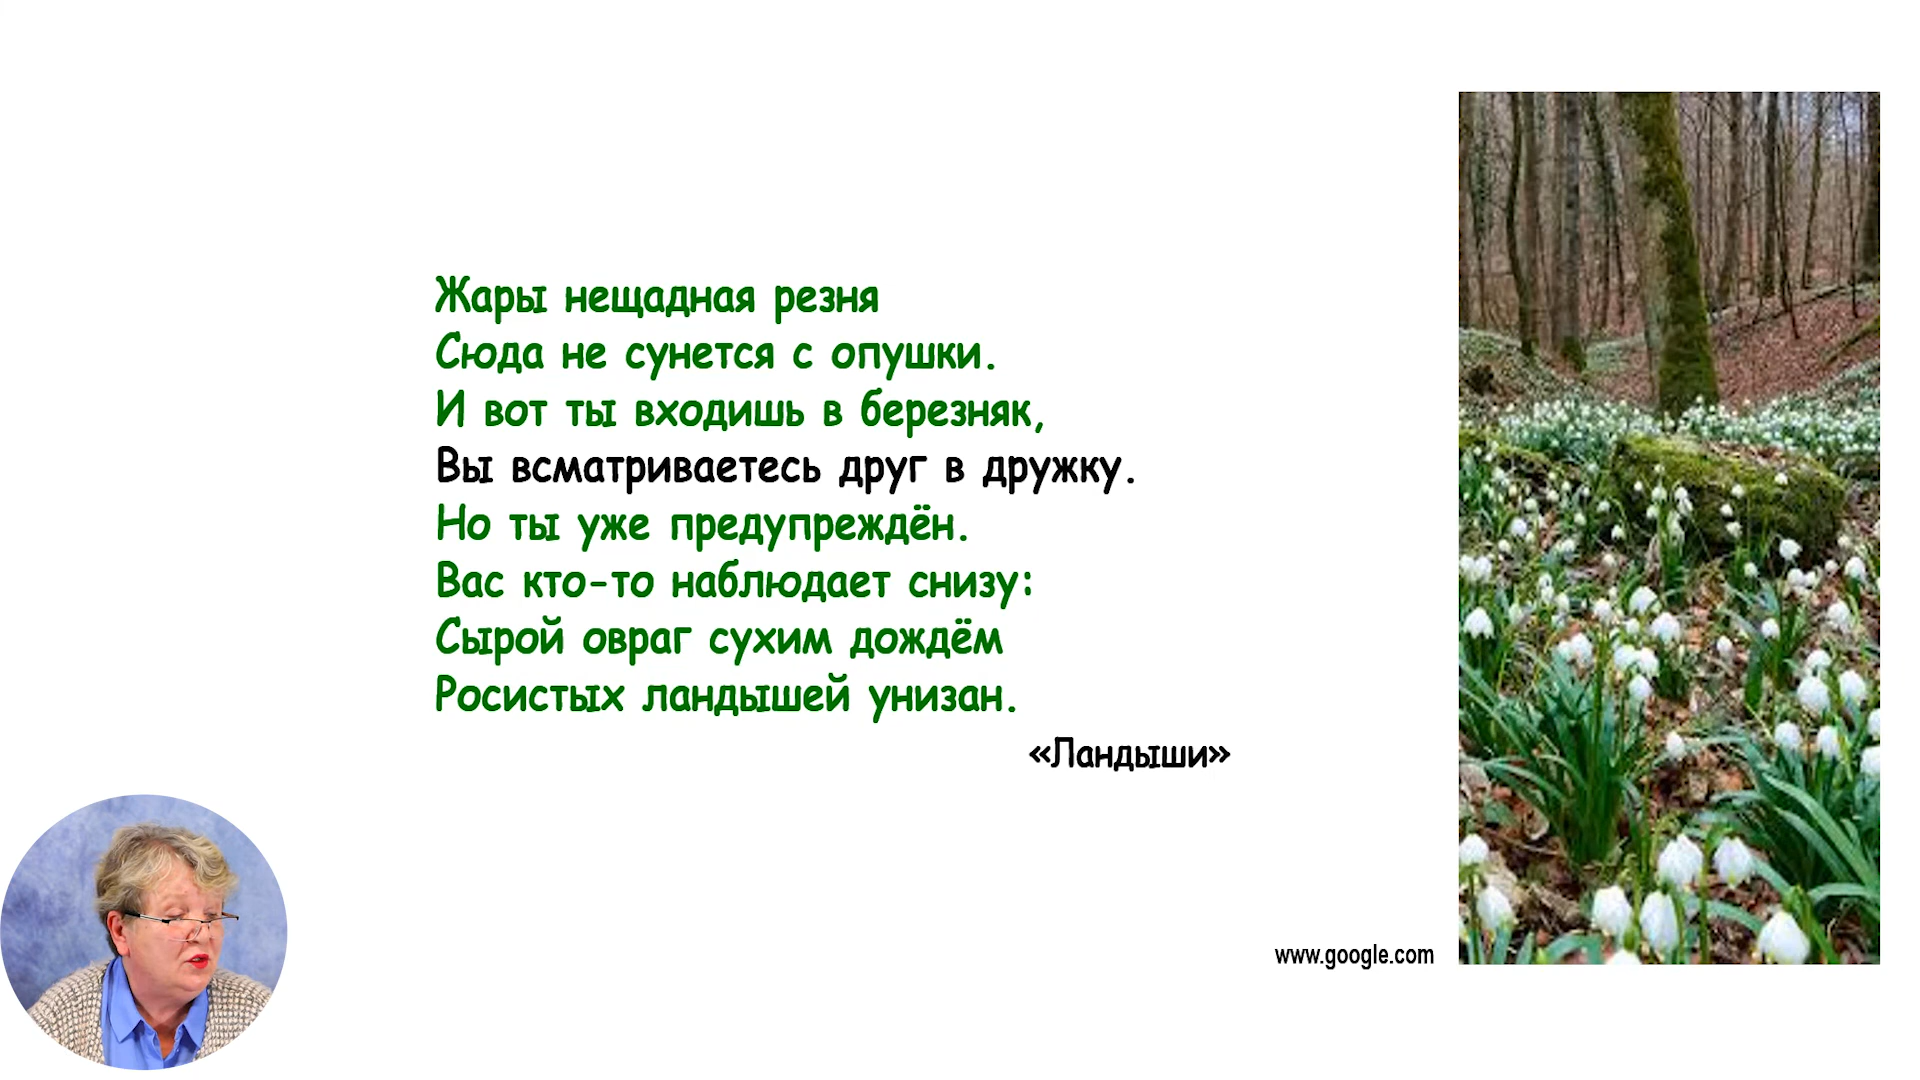 Жары нещадная резня
Сюда не сунется с опушки.
И вот ты входишь в березняк,
Вы всматриваетесь друг в дружку.
Но ты уже предупреждён.
Вас кто-то наблюдает снизу:
Сырой овраг сухим дождём
Росистых ландышей унизан.
«Ландыши»
www.google.com